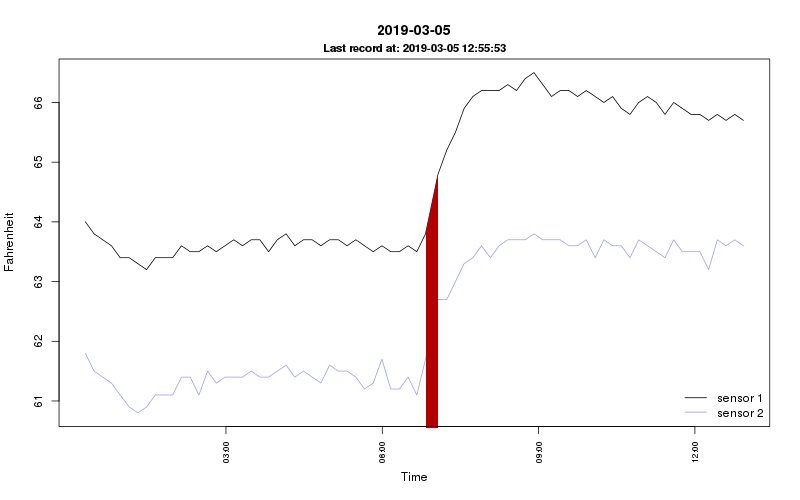 2019-03-05
Last record at: 2019-03-05 12:55:53
Fahrenheit
66
65
64
63
62
61
sensor 1
sensor 2
03:00
06:00
09:00
12:00
Time